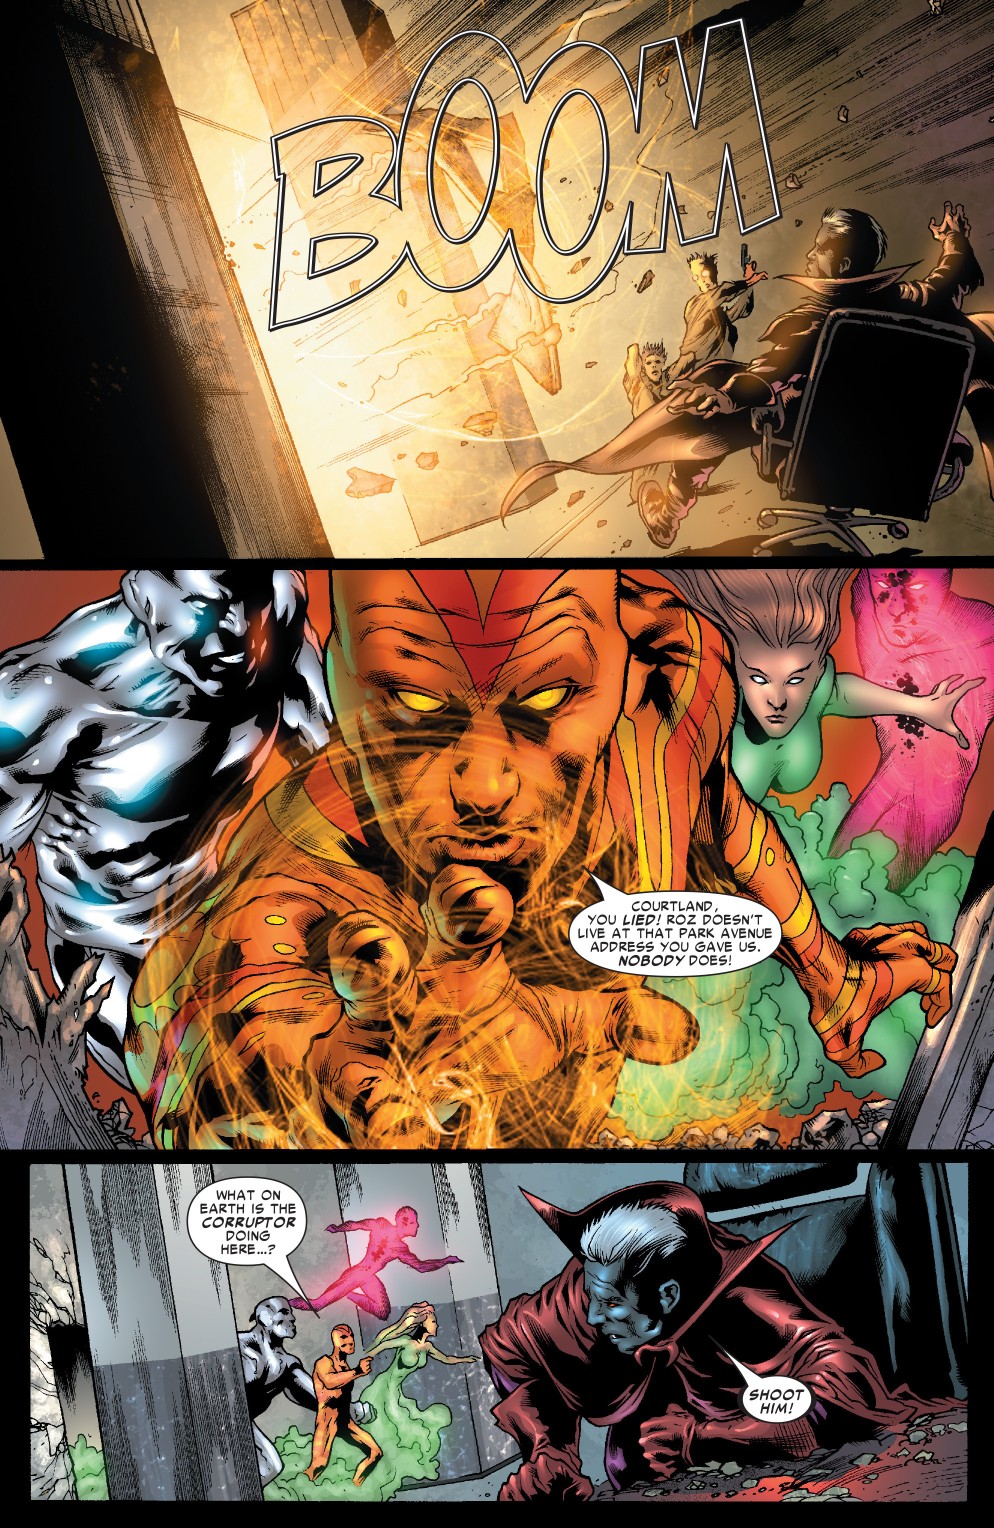 BOOM
COURTLAND,
YOU LIED! ROZ DOESN'T
LIVE AT THAT PARK AVENUE
ADDRESS YOU GAVE US.
NOBODY DOES!
WHAT ON
EARTH IS THE
CORRUPTOR
DOING
HERE...?
SHOOT
HIM!